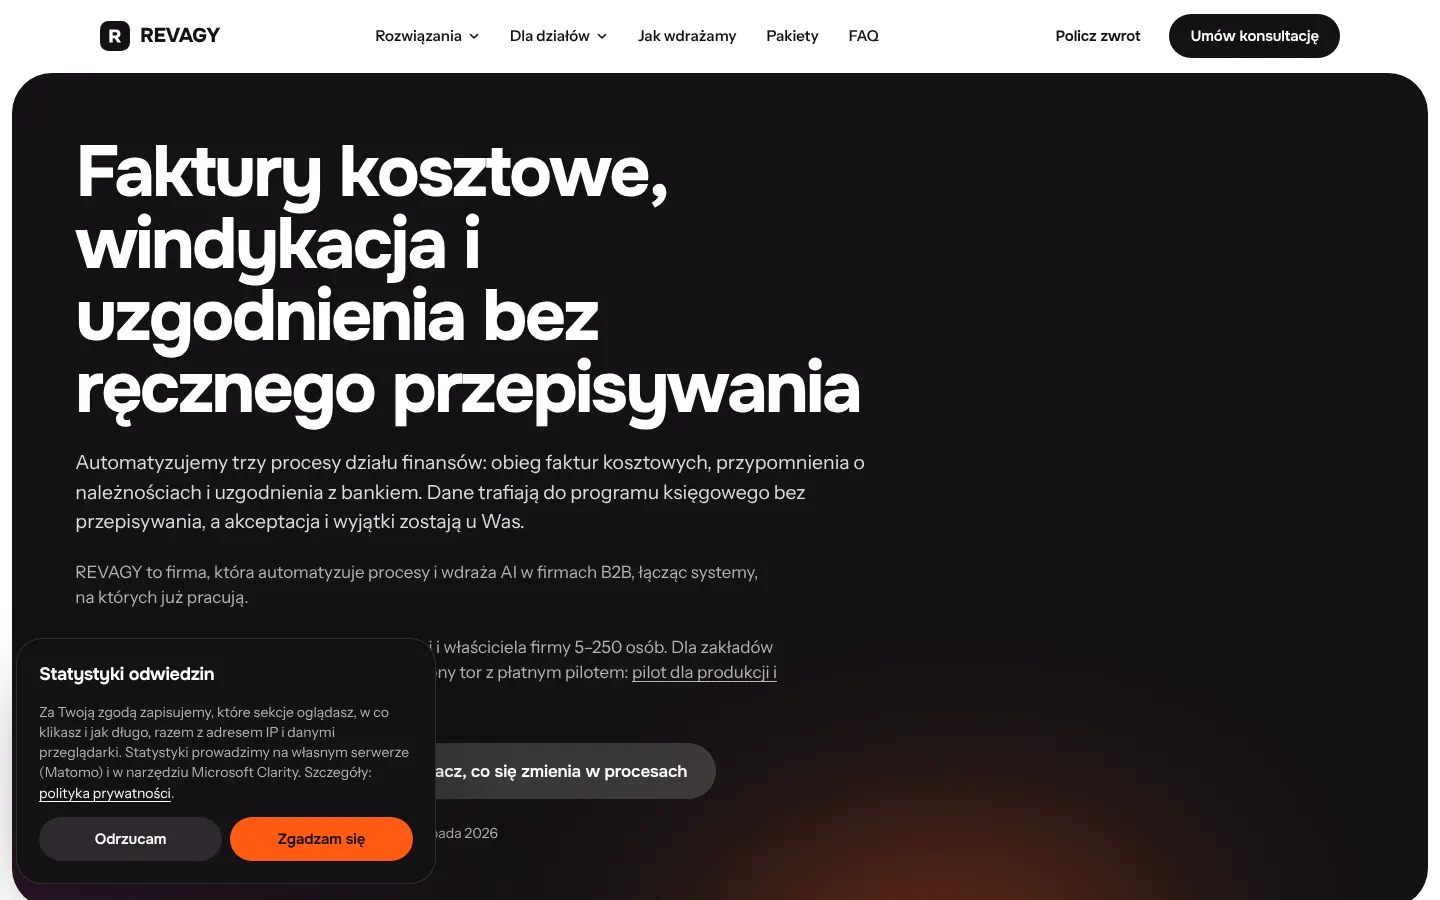 R REVAGY
Rozwiązania
Dla działów
Jak wdrażamy
Pakiety
FAQ
Policz zwrot
Umów konsultację
Faktury kosztowe,
windykacja i
uzgodnienia bez
ręcznego przepisywania
Automatyzujemy trzy procesy działu finansów: obieg faktur kosztowych, przypomnienia o
należnościach i uzgodnienia z bankiem. Dane trafiają do programu księgowego bez
przepisywania, a akceptacja i wyjątki zostają u Was.
REVAGY to firma, która automatyzuje procesy i wdraża AI w firmach B2B, łącząc systemy,
na których już pracują.
i właściciela firmy 5–250 osób. Dla zakładów
tor z płatnym pilotem: pilot dla produkcji i
co się zmienia w procesach
2026
Statystyki odwiedzin
Za Twoją zgodą zapisujemy, które sekcje oglądasz, w co
klikasz i jak długo, razem z adresem IP i danymi
przeglądarki. Statystyki prowadzimy na własnym serwerze
(Matomo) i w narzędziu Microsoft Clarity. Szczegóły:
polityka prywatności.
Odrzucam
Zgadzam się